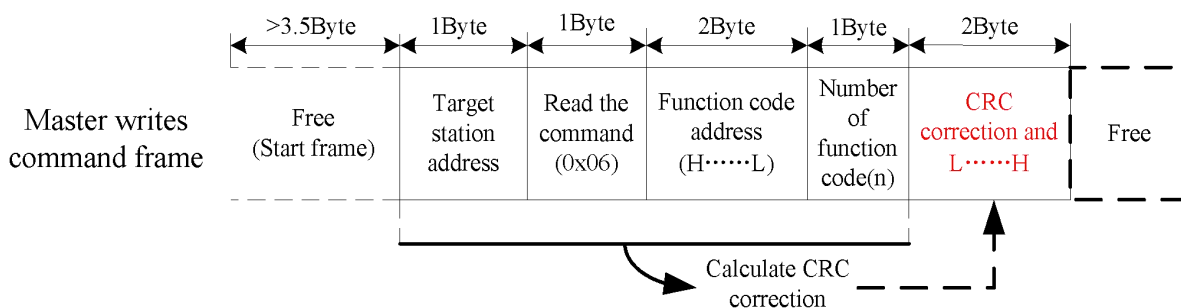 >3.5Byte
1Byte
1Byte
2Byte
1Byte
2Byte
Master writes
command frame
Free
(Start frame)
Target
station
address
Read the
command
(0x06)
Function code
address
(H……L)
Number
of
function
code(n)
CRC
correction and
L……H
Free
Calculate CRC
correction